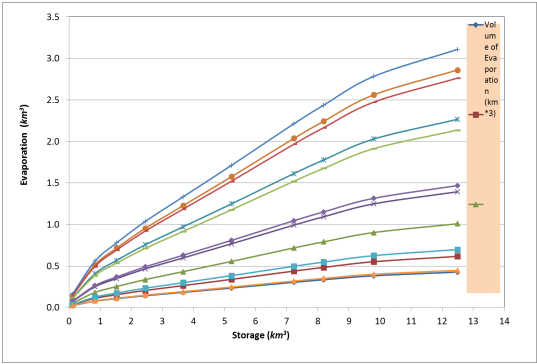 3.5
3.0
2.5
2.0
1.5
1.0
0.5
0.0
Evaporation (km³)
0 1 2 3 4 5 6 7 8 9 10 11 12 13 14
Storage (km³)
Vol
um
e of
Eva
por
atio
n
(km
^3)